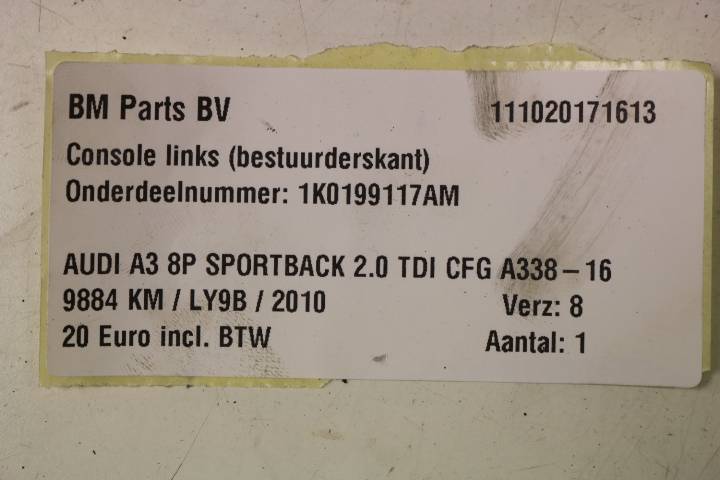 BM Parts BV 111020171613
Console links (bestuurderskant)
Onderdeelnummer: 1K0199117AM
AUDI A3 8P SPORTBACK 2.0 TDI CFG A338-16
9884 KM / LY9B / 2010 Verz: 8
20 Euro incl. BTW Aantal: 1